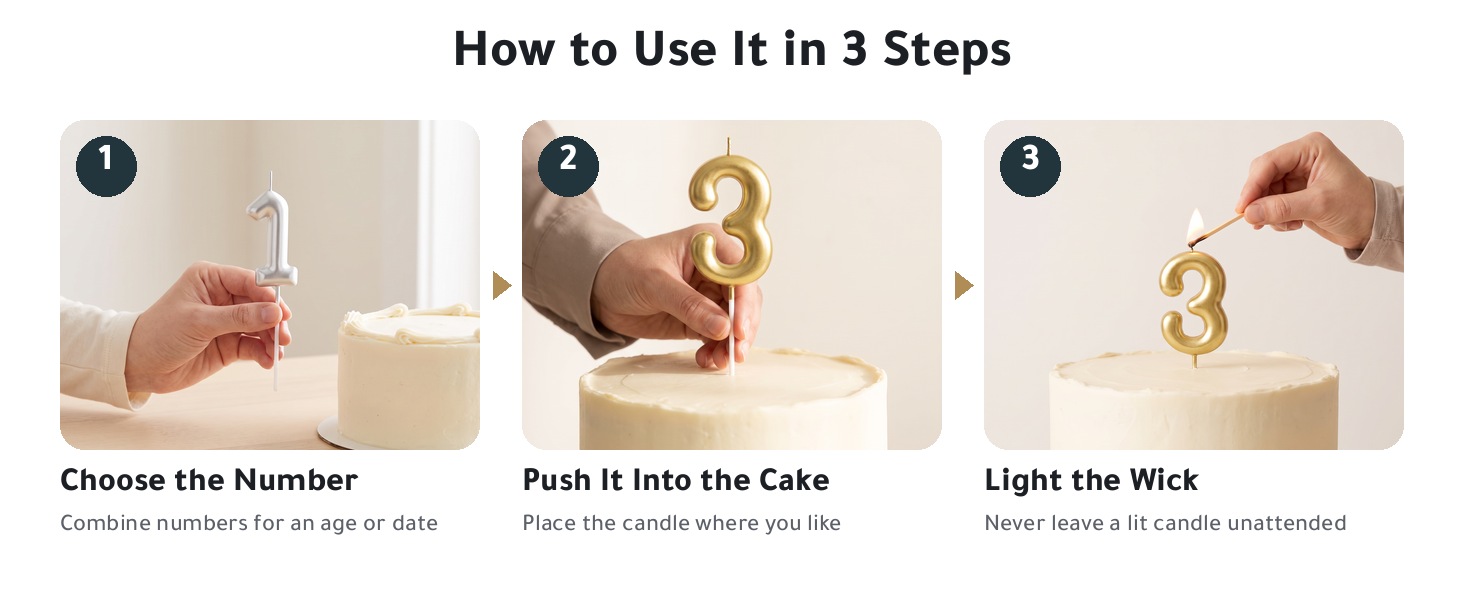 How to Use It in 3 Steps
1
2
3
Choose the Number
Combine numbers for an age or date
Push It Into the Cake
Place the candle where you like
Light the Wick
Never leave a lit candle unattended